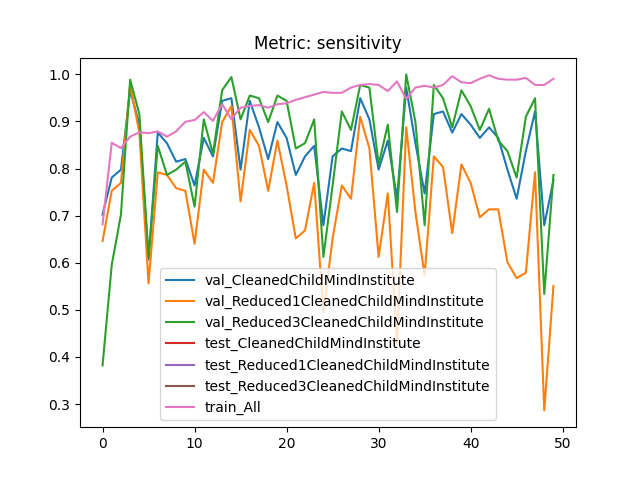 Metric: sensitivity
1.0
0.9
0.8
0.7
0.6
0.5
0.4
0.3
val_CleanedChildMindInstitute
val_Reduced1CleanedChildMindInstitute
val_Reduced3CleanedChildMindInstitute
test_CleanedChildMindInstitute
test_Reduced1CleanedChildMindInstitute
test_Reduced3CleanedChildMindInstitute
train_All
0 10 20 30 40 50